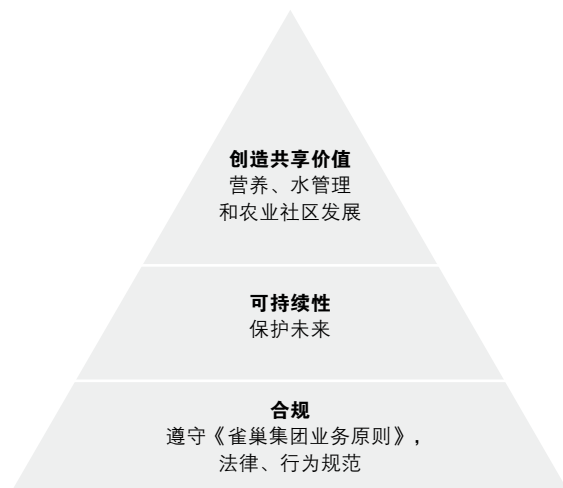 创造共享价值
营养、水管理
和农业社区发展
可持续性
保护未来
合规
遵守《雀巢集团业务原则》，
法律、行为规范